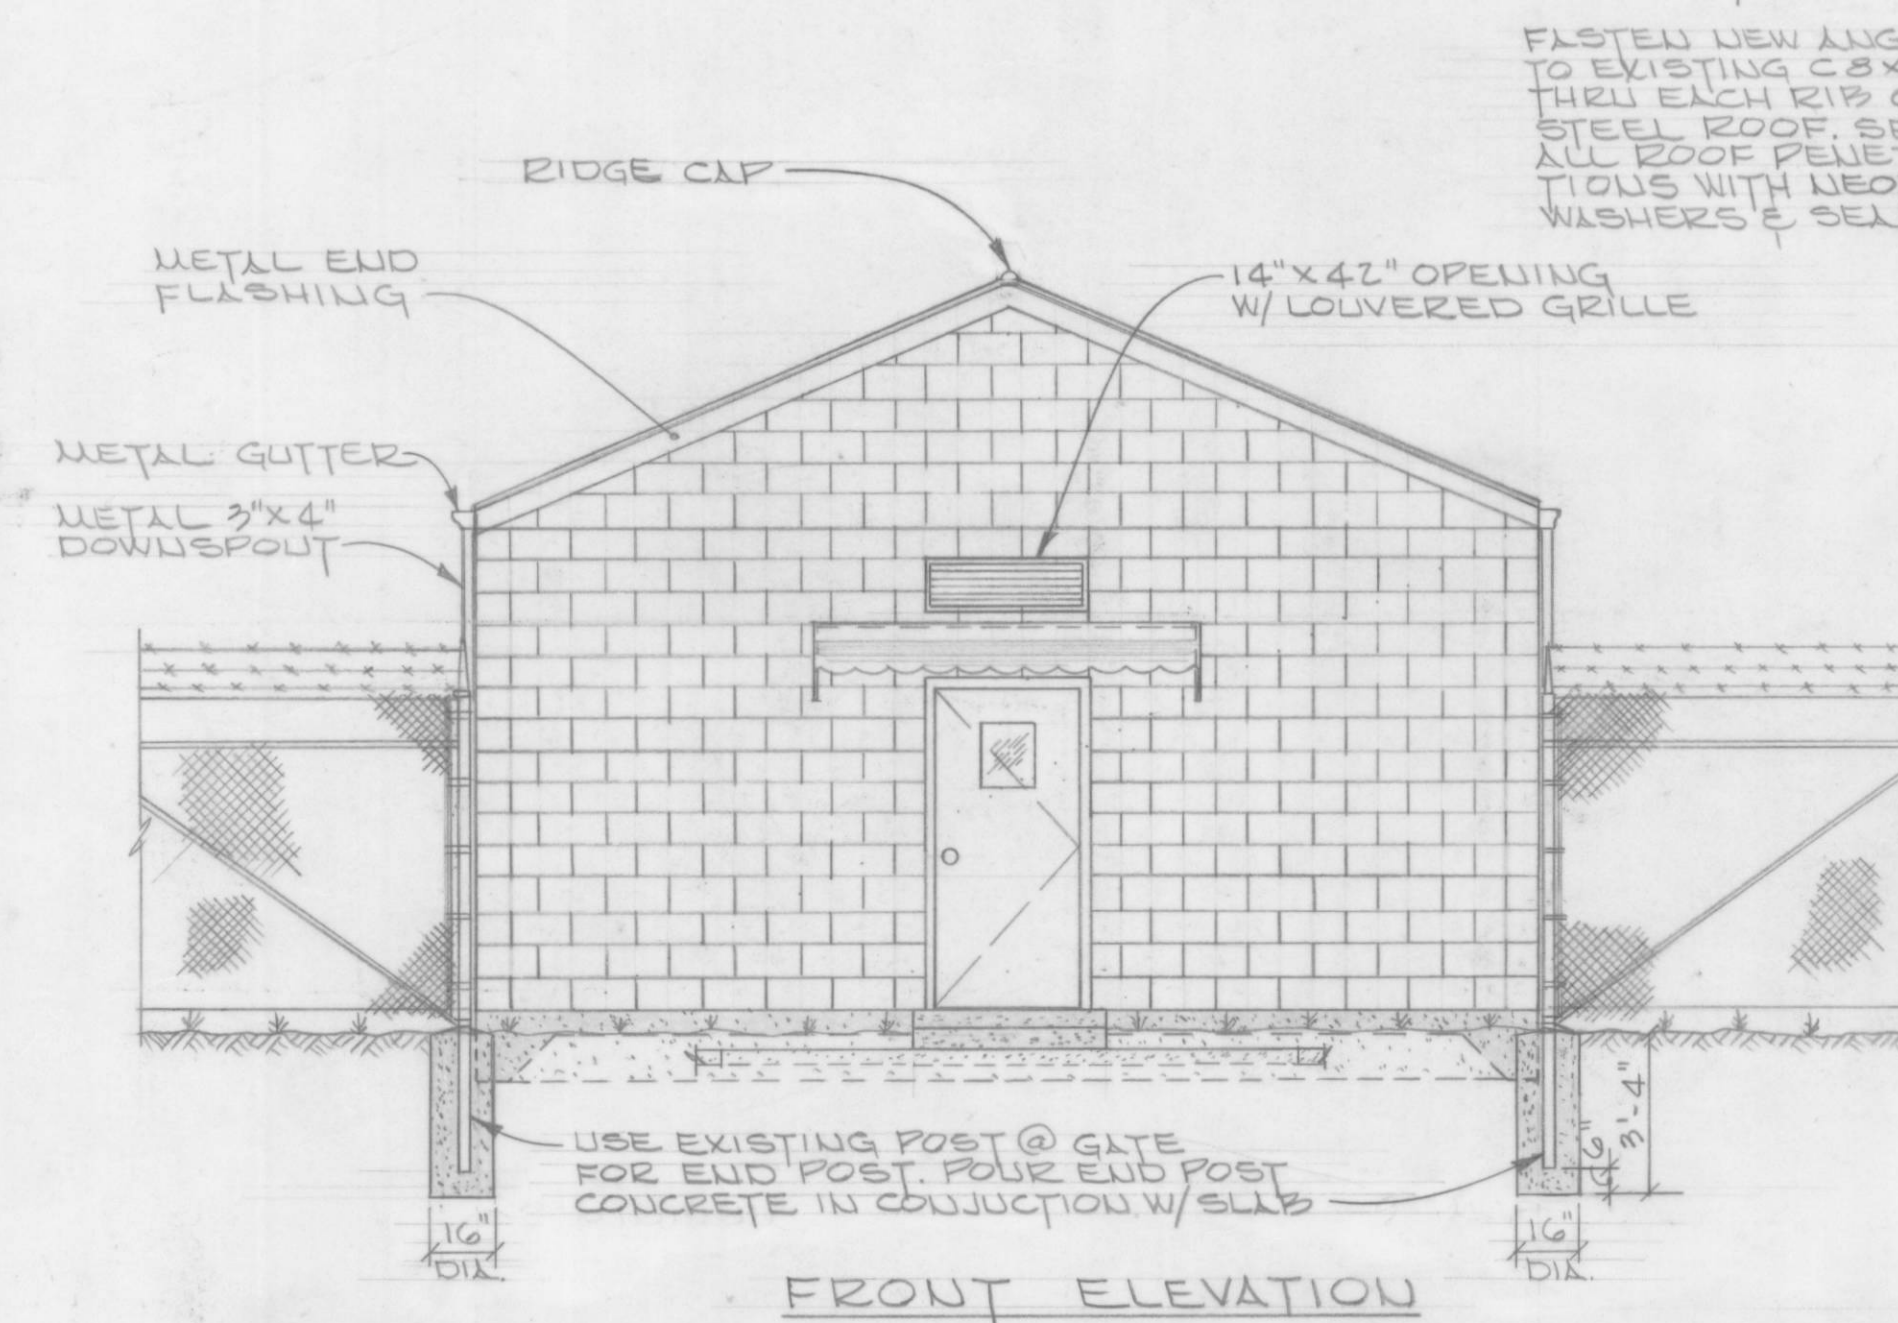 FASTEN NEW ANG
TO EXISTING C8X
THRU EACH RIB
STEEL ROOF. SE
ALL ROOF PENET
TIONS WITH NEO
WASHERS & SEA
RIDGE CAP
METAL END
FLASHING
14"X42" OPENING
W/ LOUVERED GRILLE
METAL GUTTER
METAL 3"X4"
DOWNSPOUT
USE EXISTING POST @ GATE
FOR END POST. POUR END POST
CONCRETE IN CONJUCTION W/ SLAB
6"
3'-4"
16"
DIA.
16"
DIA.
FRONT ELEVATION